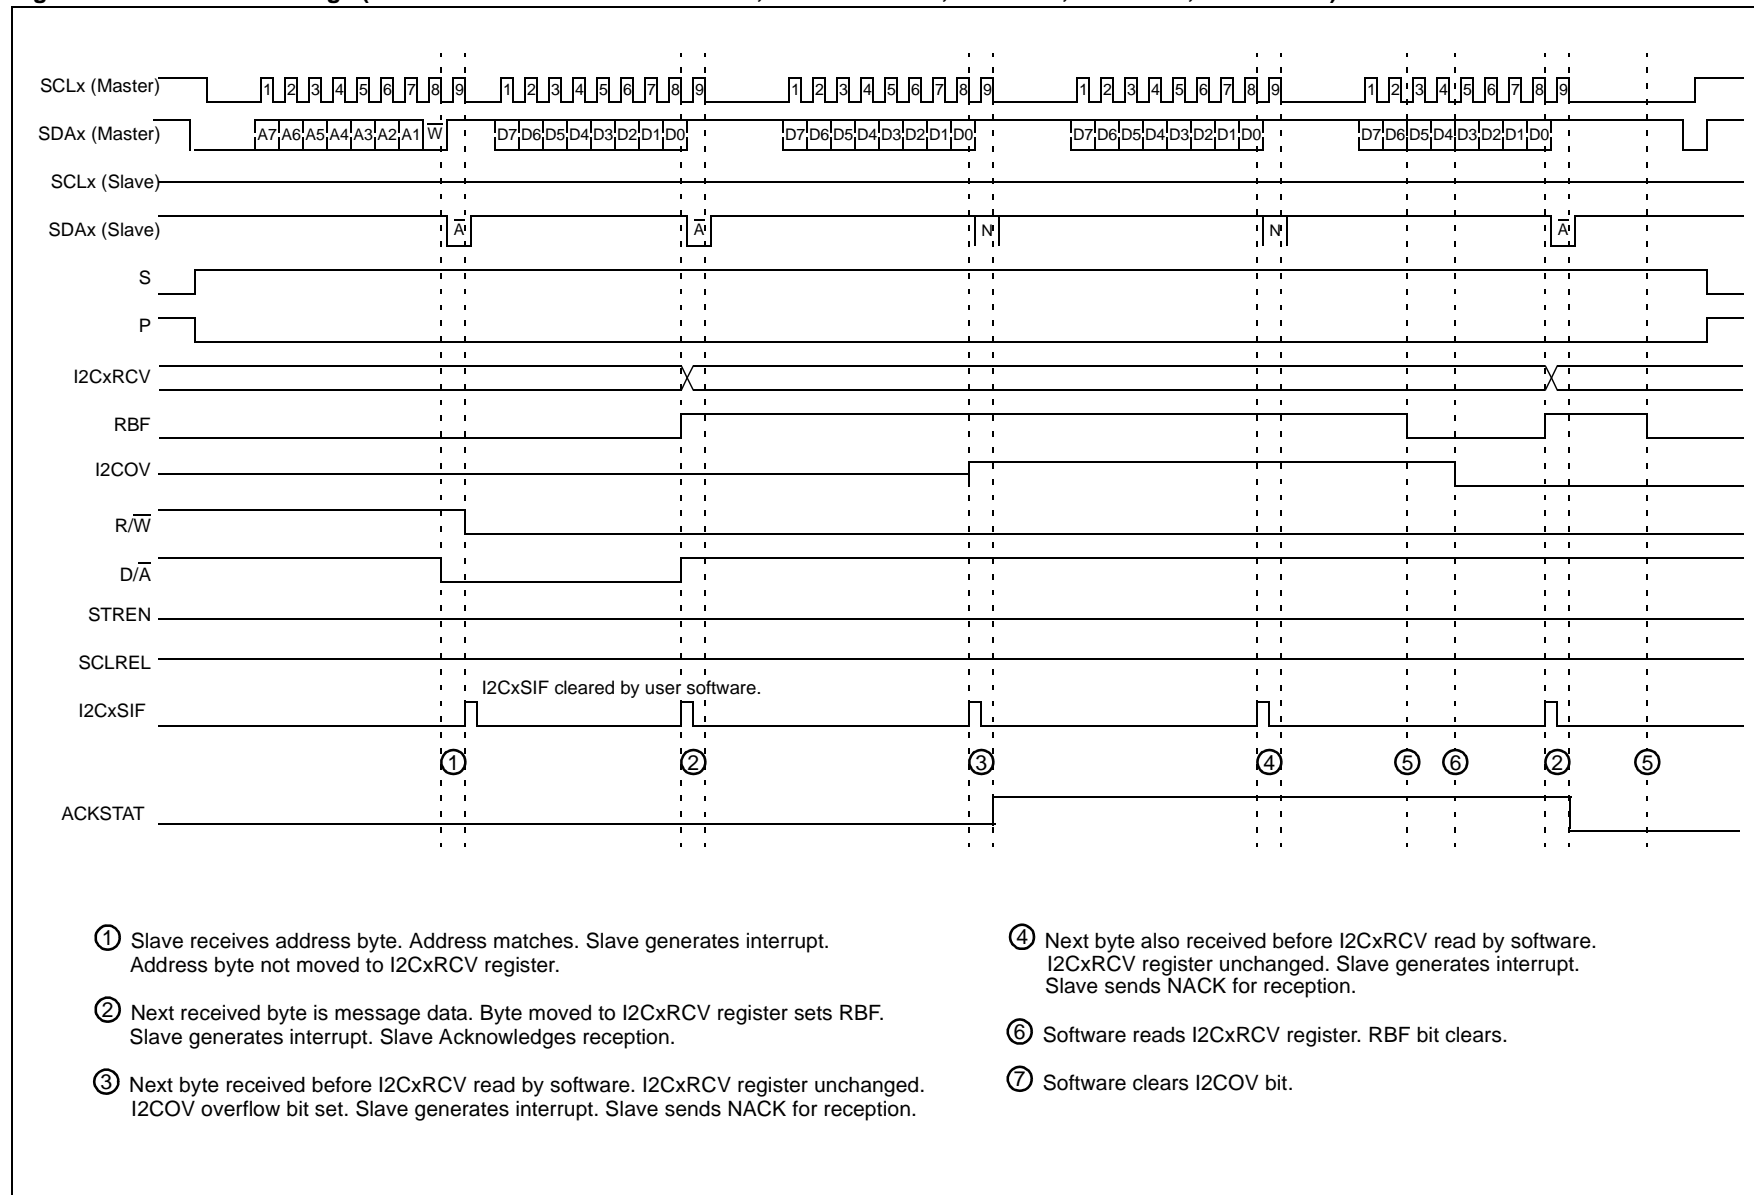 SCLx (Master) 1 2 3 4 5 6 7 8 9 1 2 3 4 5 6 7 8 9 1 2 3 4 5 6 7 8 9 1 2 3 4 5 6 7 8 9 1 2 3 4 5 6 7 8 9
SDAx (Master) A7 A6 A5 A4 A3 A2 A1 W̅ D7 D6 D5 D4 D3 D2 D1 D0 D7 D6 D5 D4 D3 D2 D1 D0 D7 D6 D5 D4 D3 D2 D1 D0 D7 D6 D5 D4 D3 D2 D1 D0
SCLx (Slave)
SDAx (Slave) A̅ A̅ N N A̅
S
P
I2CxRCV
RBF
I2COV
R/W̅
D/A̅
STREN
SCLREL
I2CxSIF cleared by user software.
I2CxSIF
① ② ③ ④ ⑤ ⑥ ② ⑤
ACKSTAT
① Slave receives address byte. Address matches. Slave generates interrupt.
Address byte not moved to I2CxRCV register.
② Next received byte is message data. Byte moved to I2CxRCV register sets RBF.
Slave generates interrupt. Slave Acknowledges reception.
③ Next byte received before I2CxRCV read by software. I2CxRCV register unchanged.
I2COV overflow bit set. Slave generates interrupt. Slave sends NACK for reception.
④ Next byte also received before I2CxRCV read by software.
I2CxRCV register unchanged. Slave generates interrupt.
Slave sends NACK for reception.
⑥ Software reads I2CxRCV register. RBF bit clears.
⑦ Software clears I2COV bit.